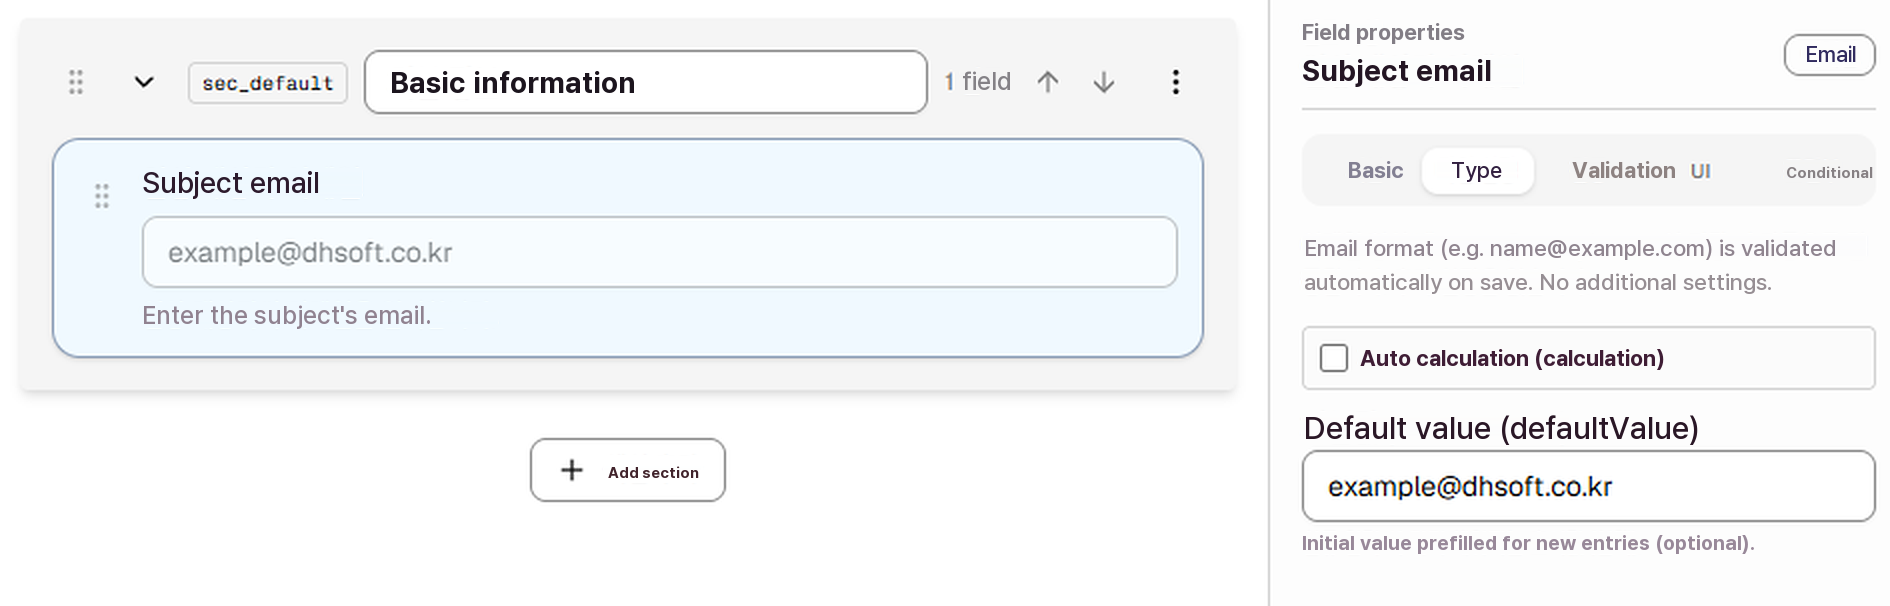 sec_default
Basic information
1 field
Subject email
example@dhsoft.co.kr
Enter the subject's email.
Add section
Field properties
Subject email
Email
Basic
Type
Validation
UI
Conditional
Email format (e.g. name@example.com) is validated
automatically on save. No additional settings.
Auto calculation (calculation)
Default value (defaultValue)
example@dhsoft.co.kr
Initial value prefilled for new entries (optional).